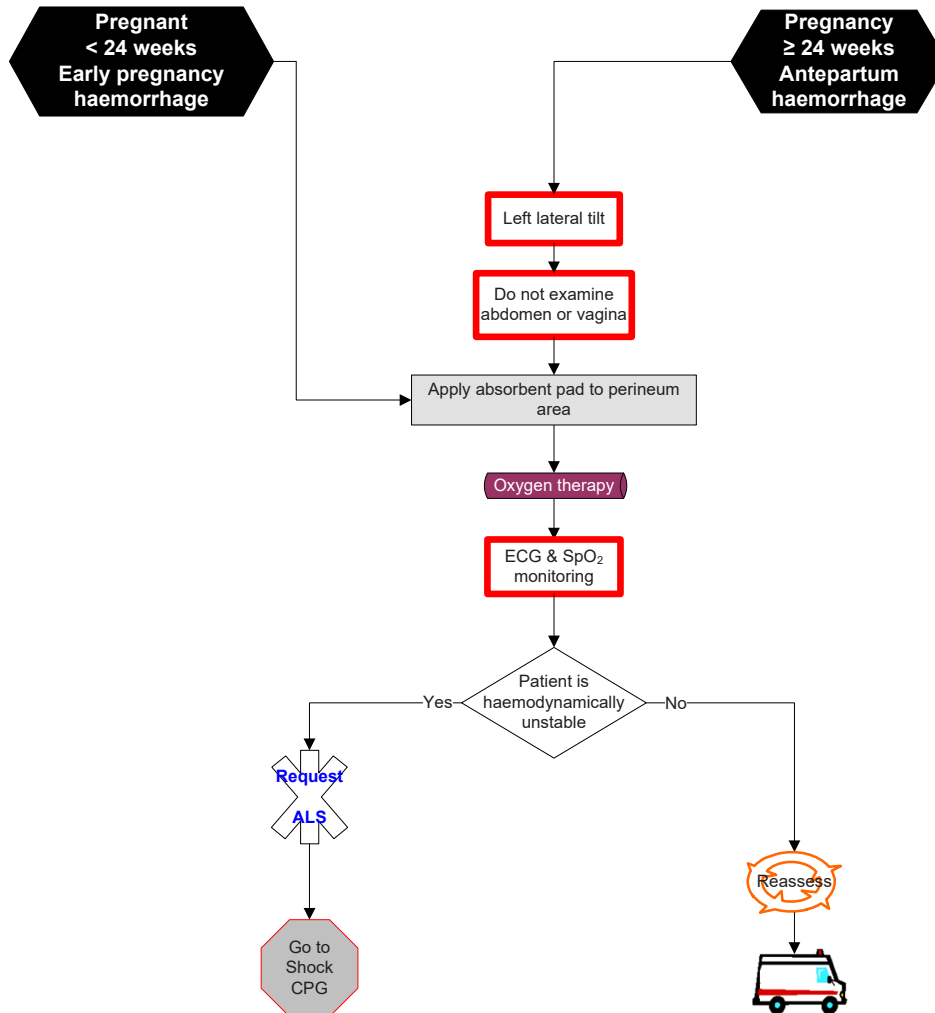 Pregnant
< 24 weeks
Early pregnancy
haemorrhage
Pregnancy
≥ 24 weeks
Antepartum
haemorrhage
Left lateral tilt
Do not examine
abdomen or vagina
Apply absorbent pad to perineum
area
Oxygen therapy
ECG & SpO₂
monitoring
Patient is
haemodynamically
unstable
Yes
No
Request
ALS
Reassess
Go to
Shock
CPG